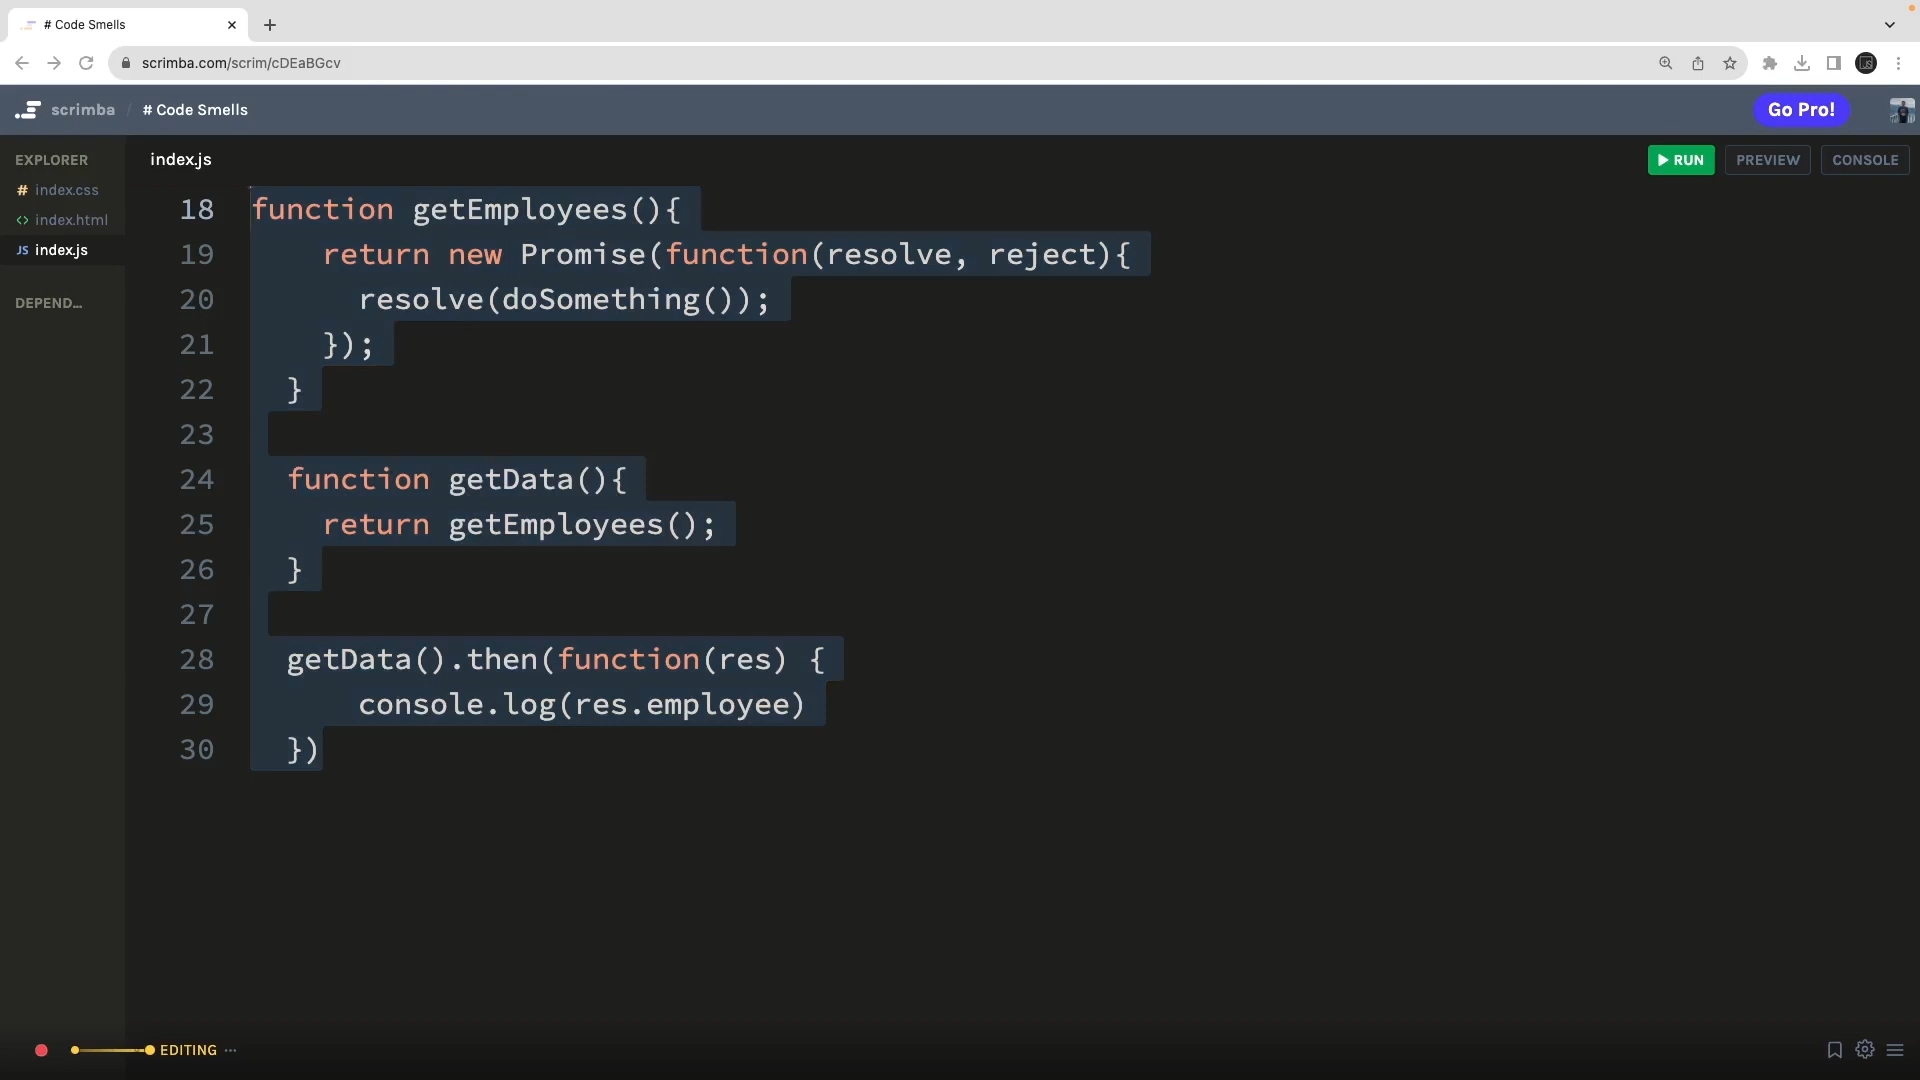 # Code Smells
scrimba.com/scrim/cDEaBGcv
scrimba / # Code Smells
Go Pro!
EXPLORER
# index.css
<> index.html
JS index.js
DEPEND...
index.js
RUN
PREVIEW
CONSOLE
18 function getEmployees(){
19 return new Promise(function(resolve, reject){
20 resolve(doSomething());
21 });
22 }
23
24 function getData(){
25 return getEmployees();
26 }
27
28 getData().then(function(res) {
29 console.log(res.employee)
30 })
EDITING ...